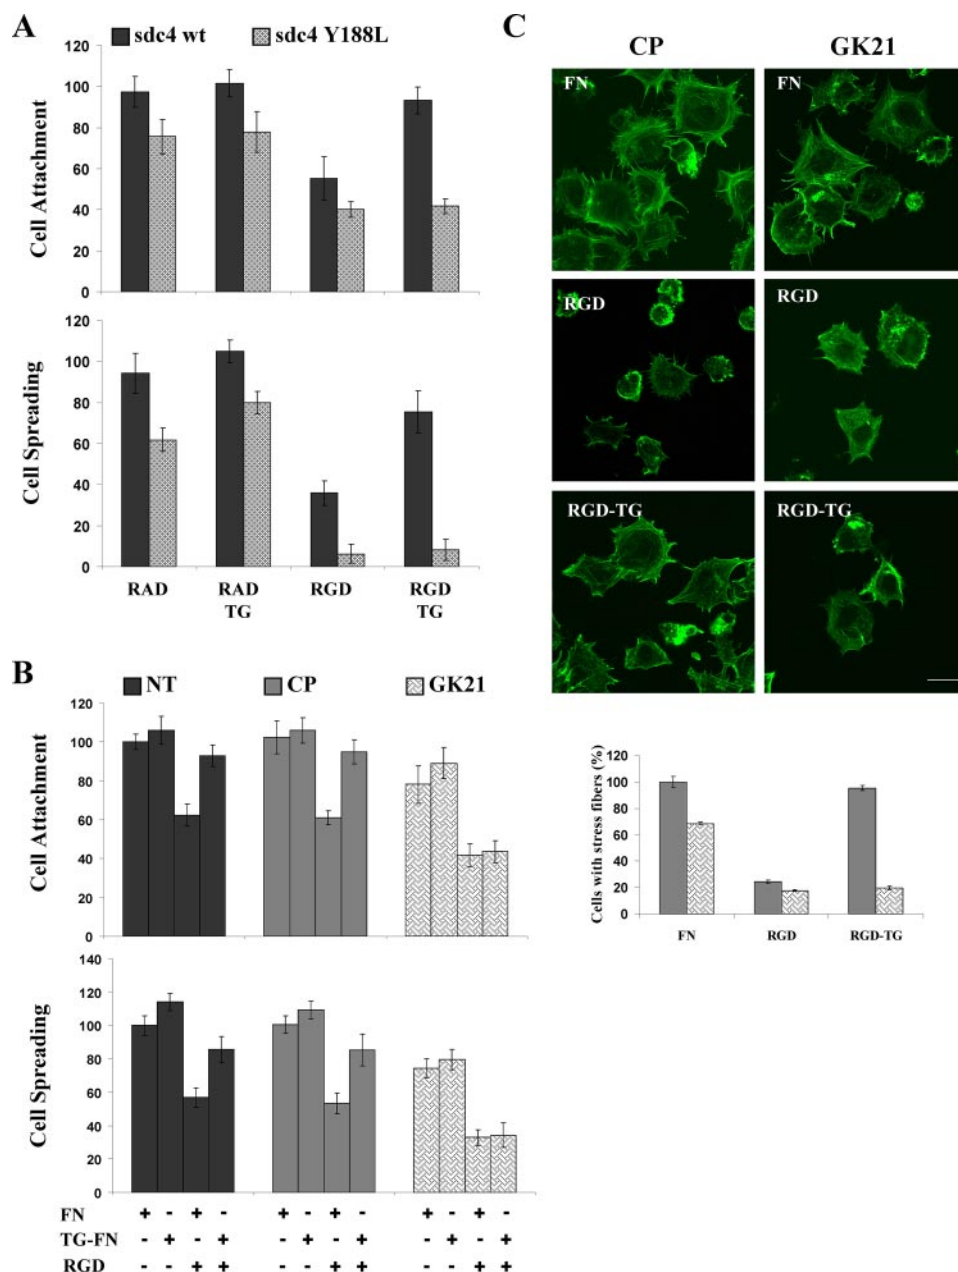 A
sdc4 wt sdc4 Y188L
120
100
80
60
40
20
0
Cell Attachment
120
100
80
60
40
20
0
Cell Spreading
RAD RAD TG RGD RGD TG
B
NT CP GK21
120
100
80
60
40
20
0
Cell Attachment
140
120
100
80
60
40
20
0
Cell Spreading
FN + - + - + - + - + - + -
TG-FN - + - + - + - + - + - +
RGD - - + + - - + + - - + +
C
CP GK21
FN FN
RGD RGD
RGD-TG RGD-TG
120
100
80
60
40
20
0
Cells with stress fibers (%)
FN RGD RGD-TG